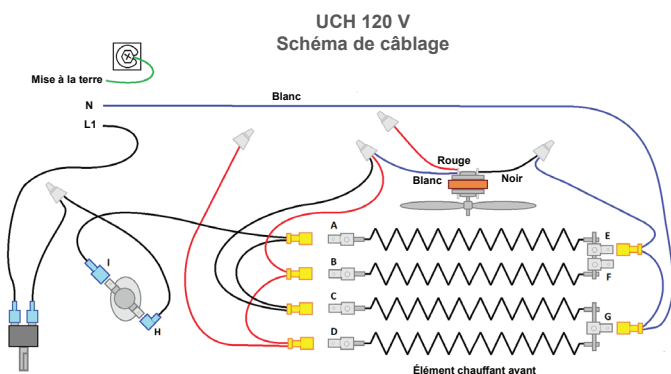 UCH 120 V
Schéma de câblage
Mise à la terre
N
Blanc
L1
Rouge
Blanc
Noir
A
E
I
B
F
C
G
H
D
Élément chauffant avant